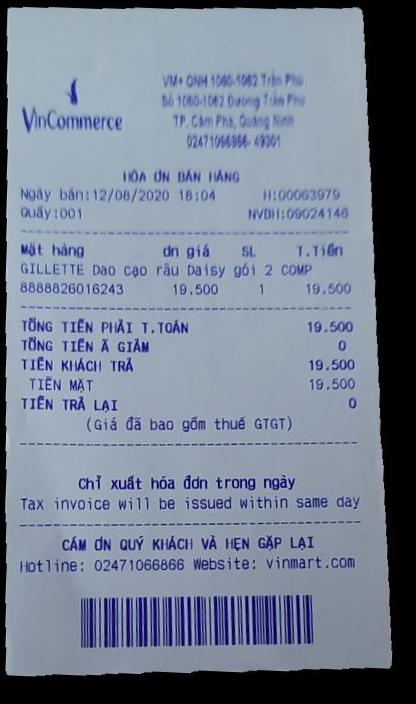 VinCommerce
VM+ QNH 1060-1062 Trần Phú
Số 1060-1062 Đường Trần Phú
TP. Cẩm Phả, Quảng Ninh
02471066866- 49301
HÓA ƠN BÁN HÀNG
Ngày bán:12/08/2020 18:04 H:00063979
Quầy:001 NVBH:09024146
Mặt hàng ơn giá SL T.Tiền
GILLETTE Dao cạo râu Daisy gói 2 COMP
8888826016243 19.500 1 19.500
TỔNG TIỀN PHẢI T.TOÁN 19.500
TỔNG TIỀN Ã GIẢM 0
TIỀN KHÁCH TRẢ 19.500
TIỀN MẶT 19.500
TIỀN TRẢ LẠI 0
(Giá đã bao gồm thuế GTGT)
Chỉ xuất hóa đơn trong ngày
Tax invoice will be issued within same day
CÁM ƠN QUÝ KHÁCH VÀ HẸN GẶP LẠI
Hotline: 02471066866 Website: vinmart.com